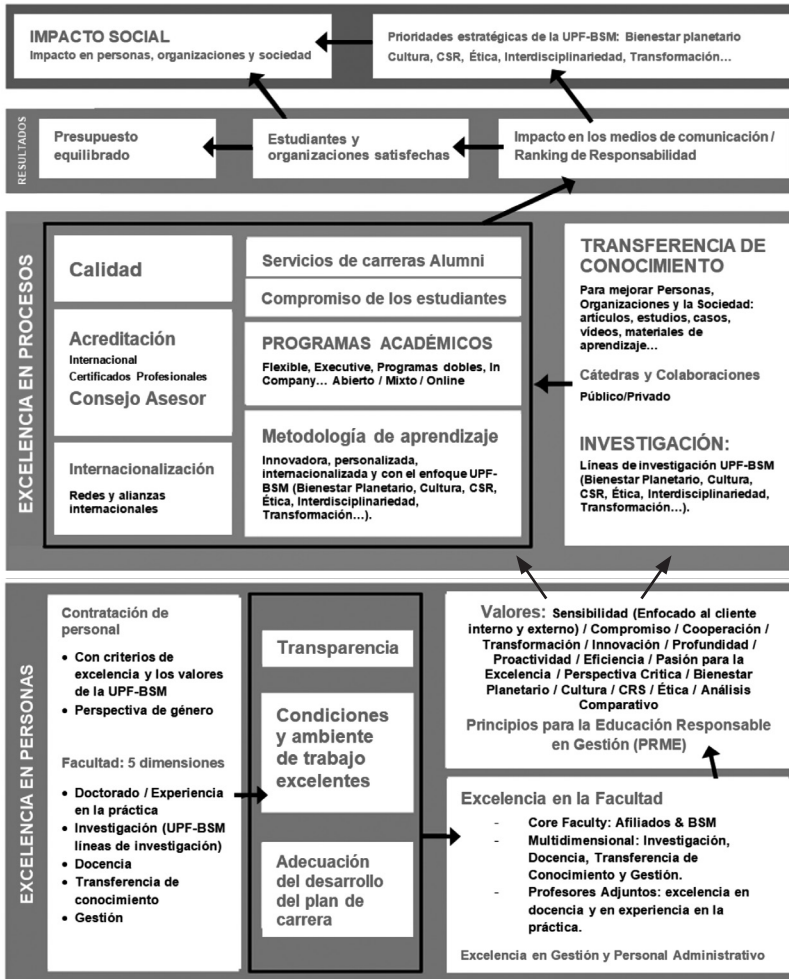 IMPACTO SOCIAL
Impacto en personas, organizaciones y sociedad
Prioridades estratégicas de la UPF-BSM: Bienestar planetario
Cultura, CSR, Ética, Interdisciplinariedad, Transformación...
RESULTADOS
Presupuesto
equilibrado
Estudiantes y
organizaciones satisfechas
Impacto en los medios de comunicación /
Ranking de Responsabilidad
EXCELENCIA EN PROCESOS
Calidad
Acreditación
Internacional
Certificados Profesionales
Consejo Asesor
Internacionalización
Redes y alianzas
internacionales
Servicios de carreras Alumni
Compromiso de los estudiantes
PROGRAMAS ACADÉMICOS
Flexible, Executive, Programas dobles, In
Company... Abierto / Mixto / Online
Metodología de aprendizaje
Innovadora, personalizada,
internacionalizada y con el enfoque UPF-
BSM (Bienestar Planetario, Cultura, CSR,
Ética, Interdisciplinariedad,
Transformación...).
TRANSFERENCIA DE
CONOCIMIENTO
Para mejorar Personas,
Organizaciones y la Sociedad:
artículos, estudios, casos,
vídeos, materiales de
aprendizaje...
Cátedras y Colaboraciones
Público/Privado
INVESTIGACIÓN:
Líneas de investigación UPF-BSM
(Bienestar Planetario, Cultura,
CSR, Ética, Interdisciplinariedad,
Transformación...).
EXCELENCIA EN PERSONAS
Contratación de
personal
• Con criterios de
excelencia y los valores
de la UPF-BSM
• Perspectiva de género
Facultad: 5 dimensiones
• Doctorado / Experiencia
en la práctica
• Investigación (UPF-BSM
líneas de investigación)
• Docencia
• Transferencia de
conocimiento
• Gestión
Transparencia
Condiciones
y ambiente
de trabajo
excelentes
Adecuación
del desarrollo
del plan de
carrera
Valores: Sensibilidad (Enfocado al cliente
interno y externo) / Compromiso / Cooperación /
Transformación / Innovación / Profundidad /
Proactividad / Eficiencia / Pasión para la
Excelencia / Perspectiva Critica / Bienestar
Planetario / Cultura / CRS / Ética / Análisis
Comparativo
Principios para la Educación Responsable
en Gestión (PRME)
Excelencia en la Facultad
- Core Faculty: Afiliados & BSM
- Multidimensional: Investigación,
Docencia, Transferencia de
Conocimiento y Gestión.
- Profesores Adjuntos: excelencia en
docencia y en experiencia en la
práctica.
Excelencia en Gestión y Personal Administrativo